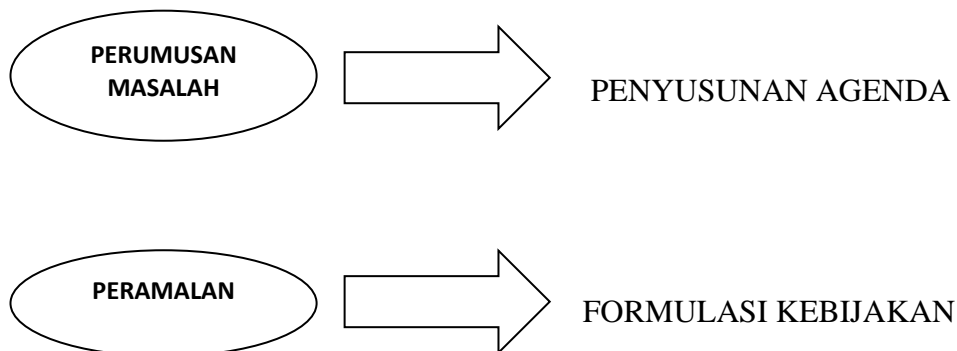 PERUMUSAN
MASALAH
PENYUSUNAN AGENDA
PERAMALAN
FORMULASI KEBIJAKAN